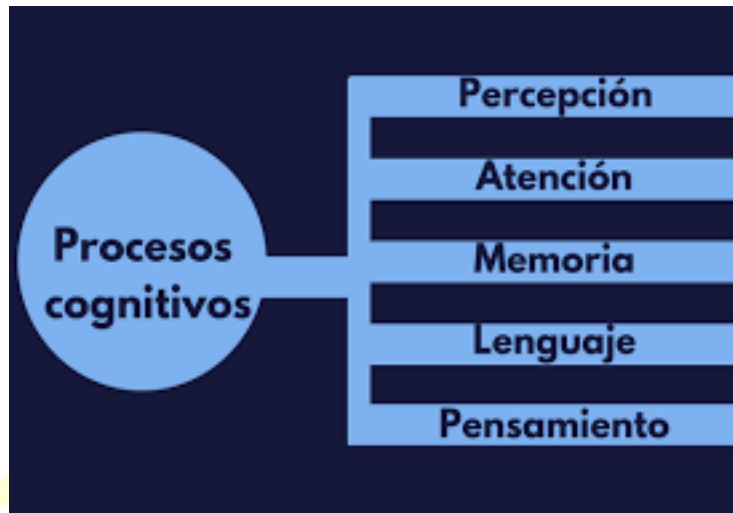 Procesos
cognitivos
Percepción
Atención
Memoria
Lenguaje
Pensamiento